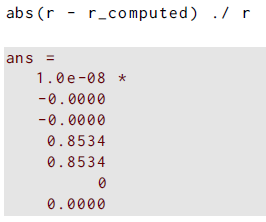 abs(r - r_computed) ./ r
ans =
1.0e-08 *
-0.0000
-0.0000
0.8534
0.8534
0
0.0000